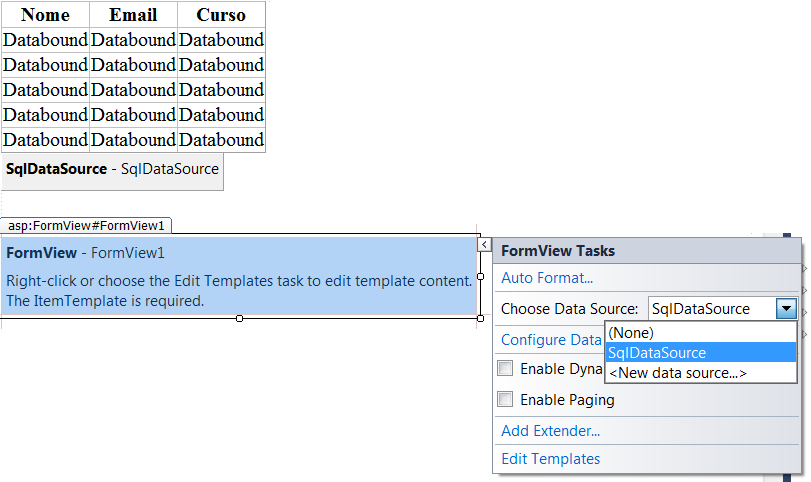 Nome Email Curso
Databound Databound Databound
Databound Databound Databound
Databound Databound Databound
Databound Databound Databound
Databound Databound Databound
SqlDataSource - SqlDataSource
asp:FormView#FormView1
FormView - FormView1
Right-click or choose the Edit Templates task to edit template content.
The ItemTemplate is required.
<
FormView Tasks
Auto Format...
Choose Data Source: SqlDataSource
(None)
SqlDataSource
<New data source...>
Configure Data
Enable Dyna
Enable Paging
Add Extender...
Edit Templates